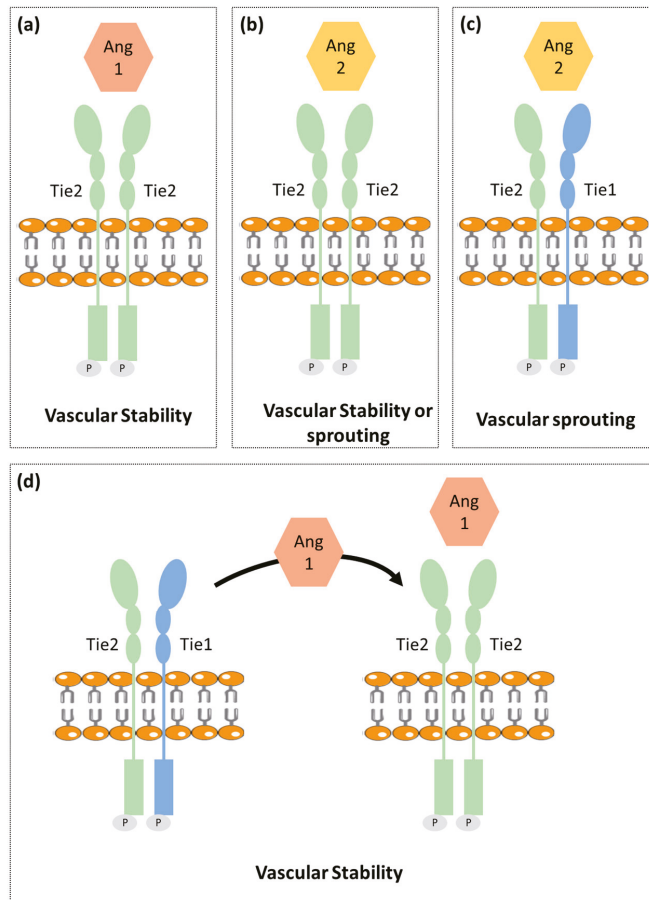 (a)
Ang
1
Tie2 Tie2
P P
Vascular Stability
(b)
Ang
2
Tie2 Tie2
P P
Vascular Stability or
sprouting
(c)
Ang
2
Tie2 Tie1
P P
Vascular sprouting
(d)
Ang
1
Ang
1
Tie2 Tie1
Tie2 Tie2
P P
P P
Vascular Stability